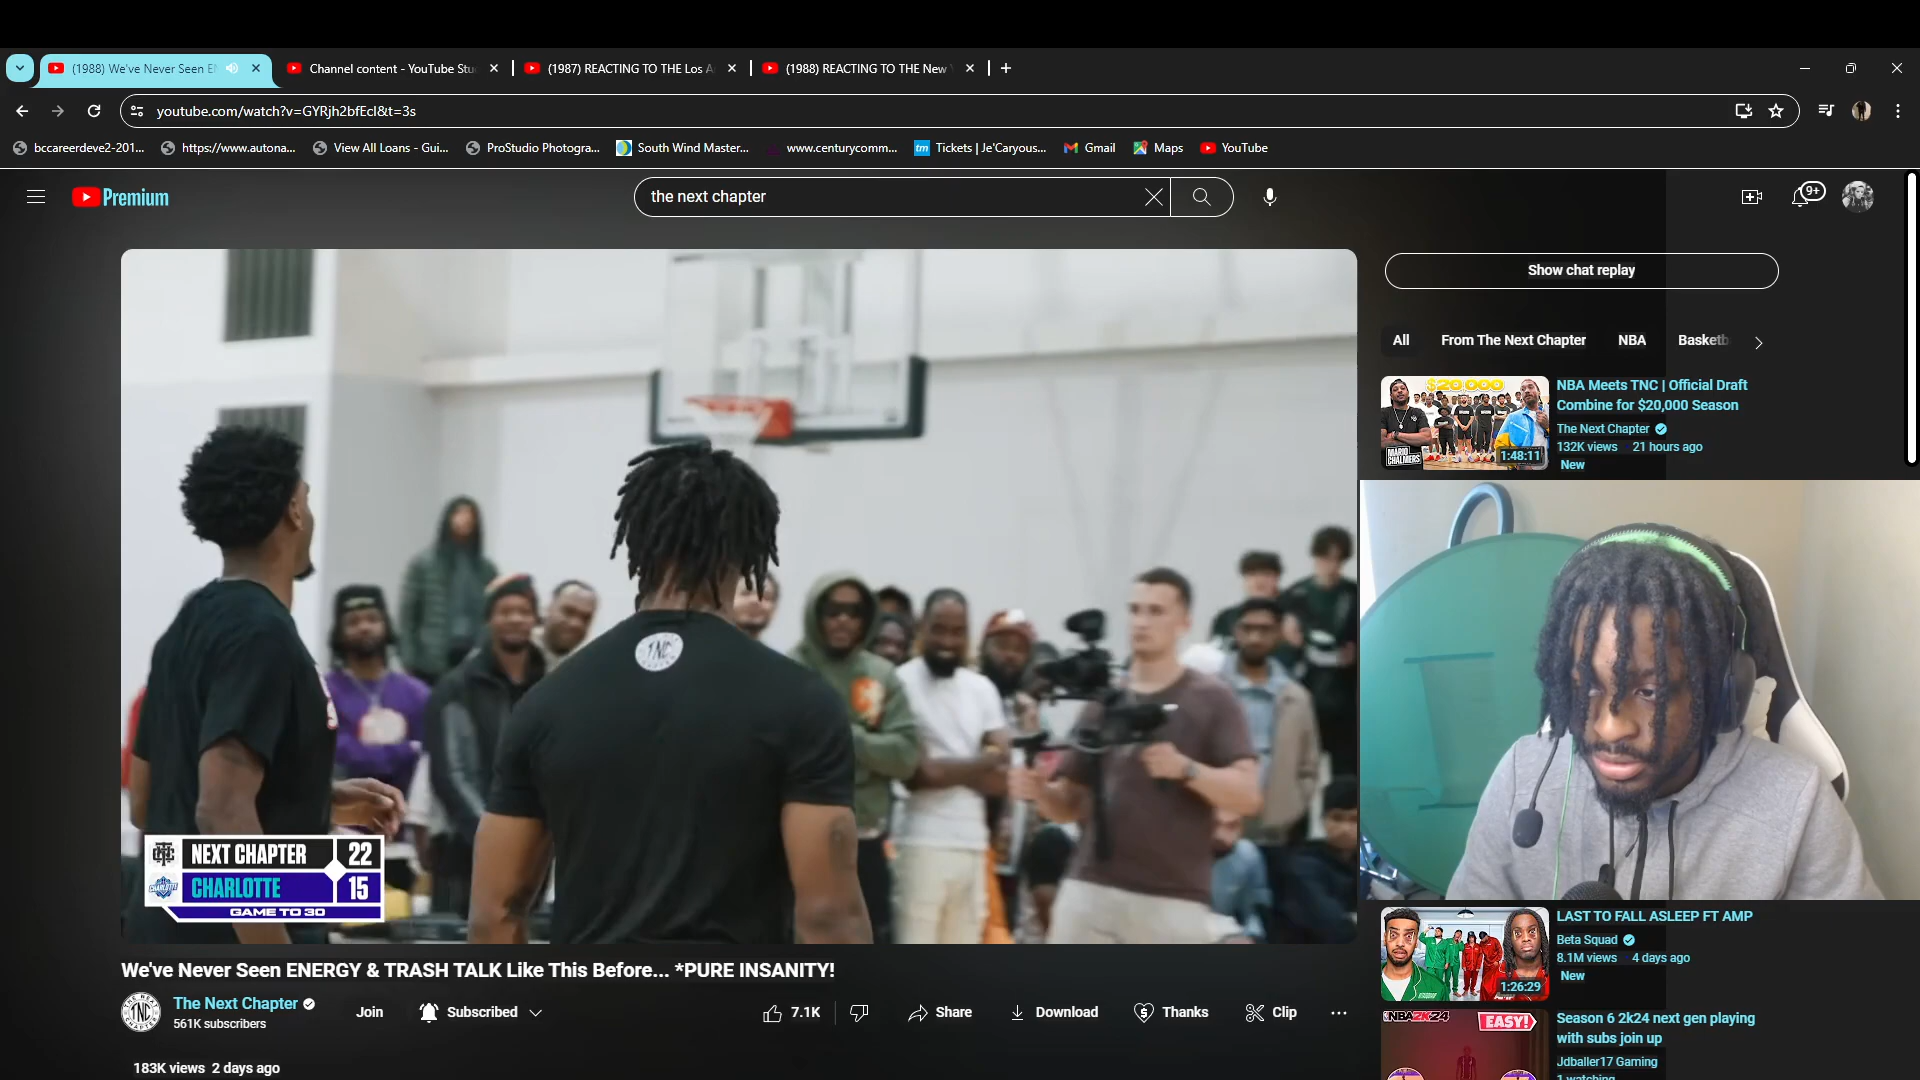 (1988) We've Never Seen E
Channel content - YouTube Stu
(1987) REACTING TO THE Los A
(1988) REACTING TO THE New
youtube.com/watch?v=GYRjh2bfEcI&t=3s
bccareerdeve2-201...
https://www.autona...
View All Loans - Gui...
ProStudio Photogra...
South Wind Master...
www.centurycomm...
tm
Tickets | Je'Caryous...
Gmail
Maps
YouTube
Premium
the next chapter
9+
Show chat replay
All
From The Next Chapter
NBA
Basketb
$20,000
MARIO
CHALMERS
1:48:11
NBA Meets TNC | Official Draft
Combine for $20,000 Season
The Next Chapter
132K views 21 hours ago
New
TNC
NEXT CHAPTER 22
CHARLOTTE 15
GAME TO 30
We've Never Seen ENERGY & TRASH TALK Like This Before... *PURE INSANITY!
TNC
The Next Chapter
561K subscribers
Join
Subscribed
7.1K
Share
Download
Thanks
Clip
183K views 2 days ago
1:26:29
LAST TO FALL ASLEEP FT AMP
Beta Squad
8.1M views 4 days ago
New
NBA2K24
EASY!
Season 6 2k24 next gen playing
with subs join up
Jdballer17 Gaming
1 watching